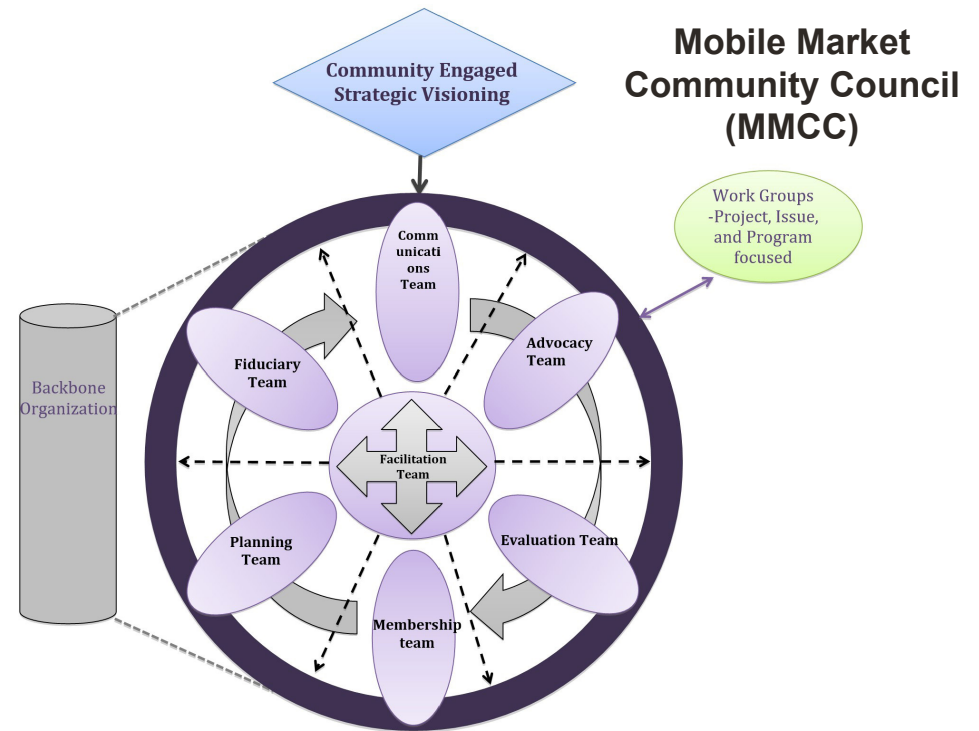 Mobile Market
Community Council
(MMCC)
Community Engaged
Strategic Visioning
Work Groups
-Project, Issue,
and Program
focused
Comm
unicati
ons
Team
Advocacy
Team
Fiduciary
Team
Backbone
Organization
Facilitation
Team
Planning
Team
Evaluation Team
Membership
team